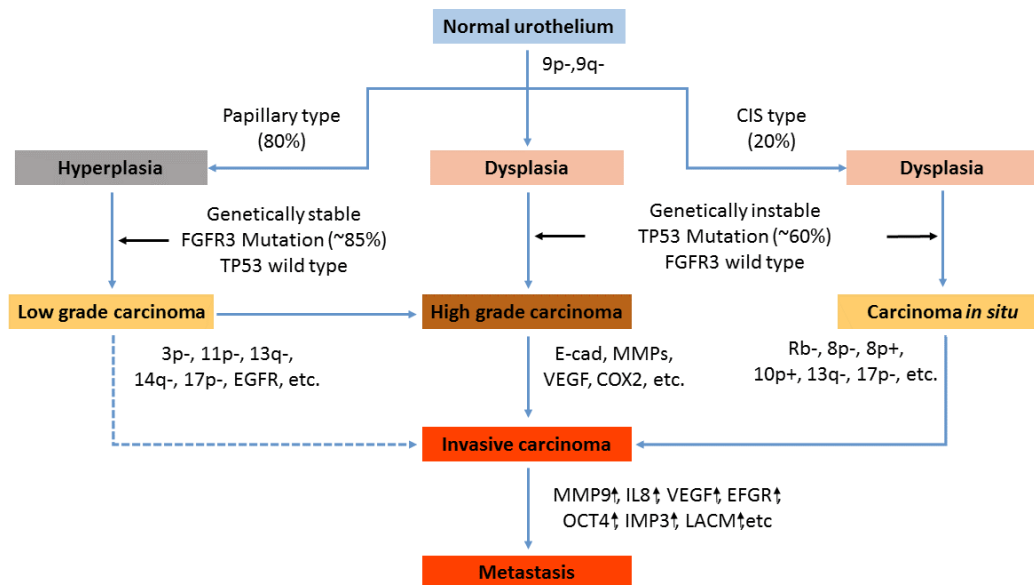 Normal urothelium
9p-,9q-
Papillary type
(80%)
CIS type
(20%)
Hyperplasia
Dysplasia
Dysplasia
Genetically stable
FGFR3 Mutation (~85%)
TP53 wild type
Genetically instable
TP53 Mutation (~60%)
FGFR3 wild type
Low grade carcinoma
High grade carcinoma
Carcinoma in situ
3p-, 11p-, 13q-,
14q-, 17p-, EGFR, etc.
E-cad, MMPs,
VEGF, COX2, etc.
Rb-, 8p-, 8p+,
10p+, 13q-, 17p-, etc.
Invasive carcinoma
MMP9↑, IL8↑, VEGF↑, EFGR↑,
OCT4↑, IMP3↑, LACM↑,etc
Metastasis